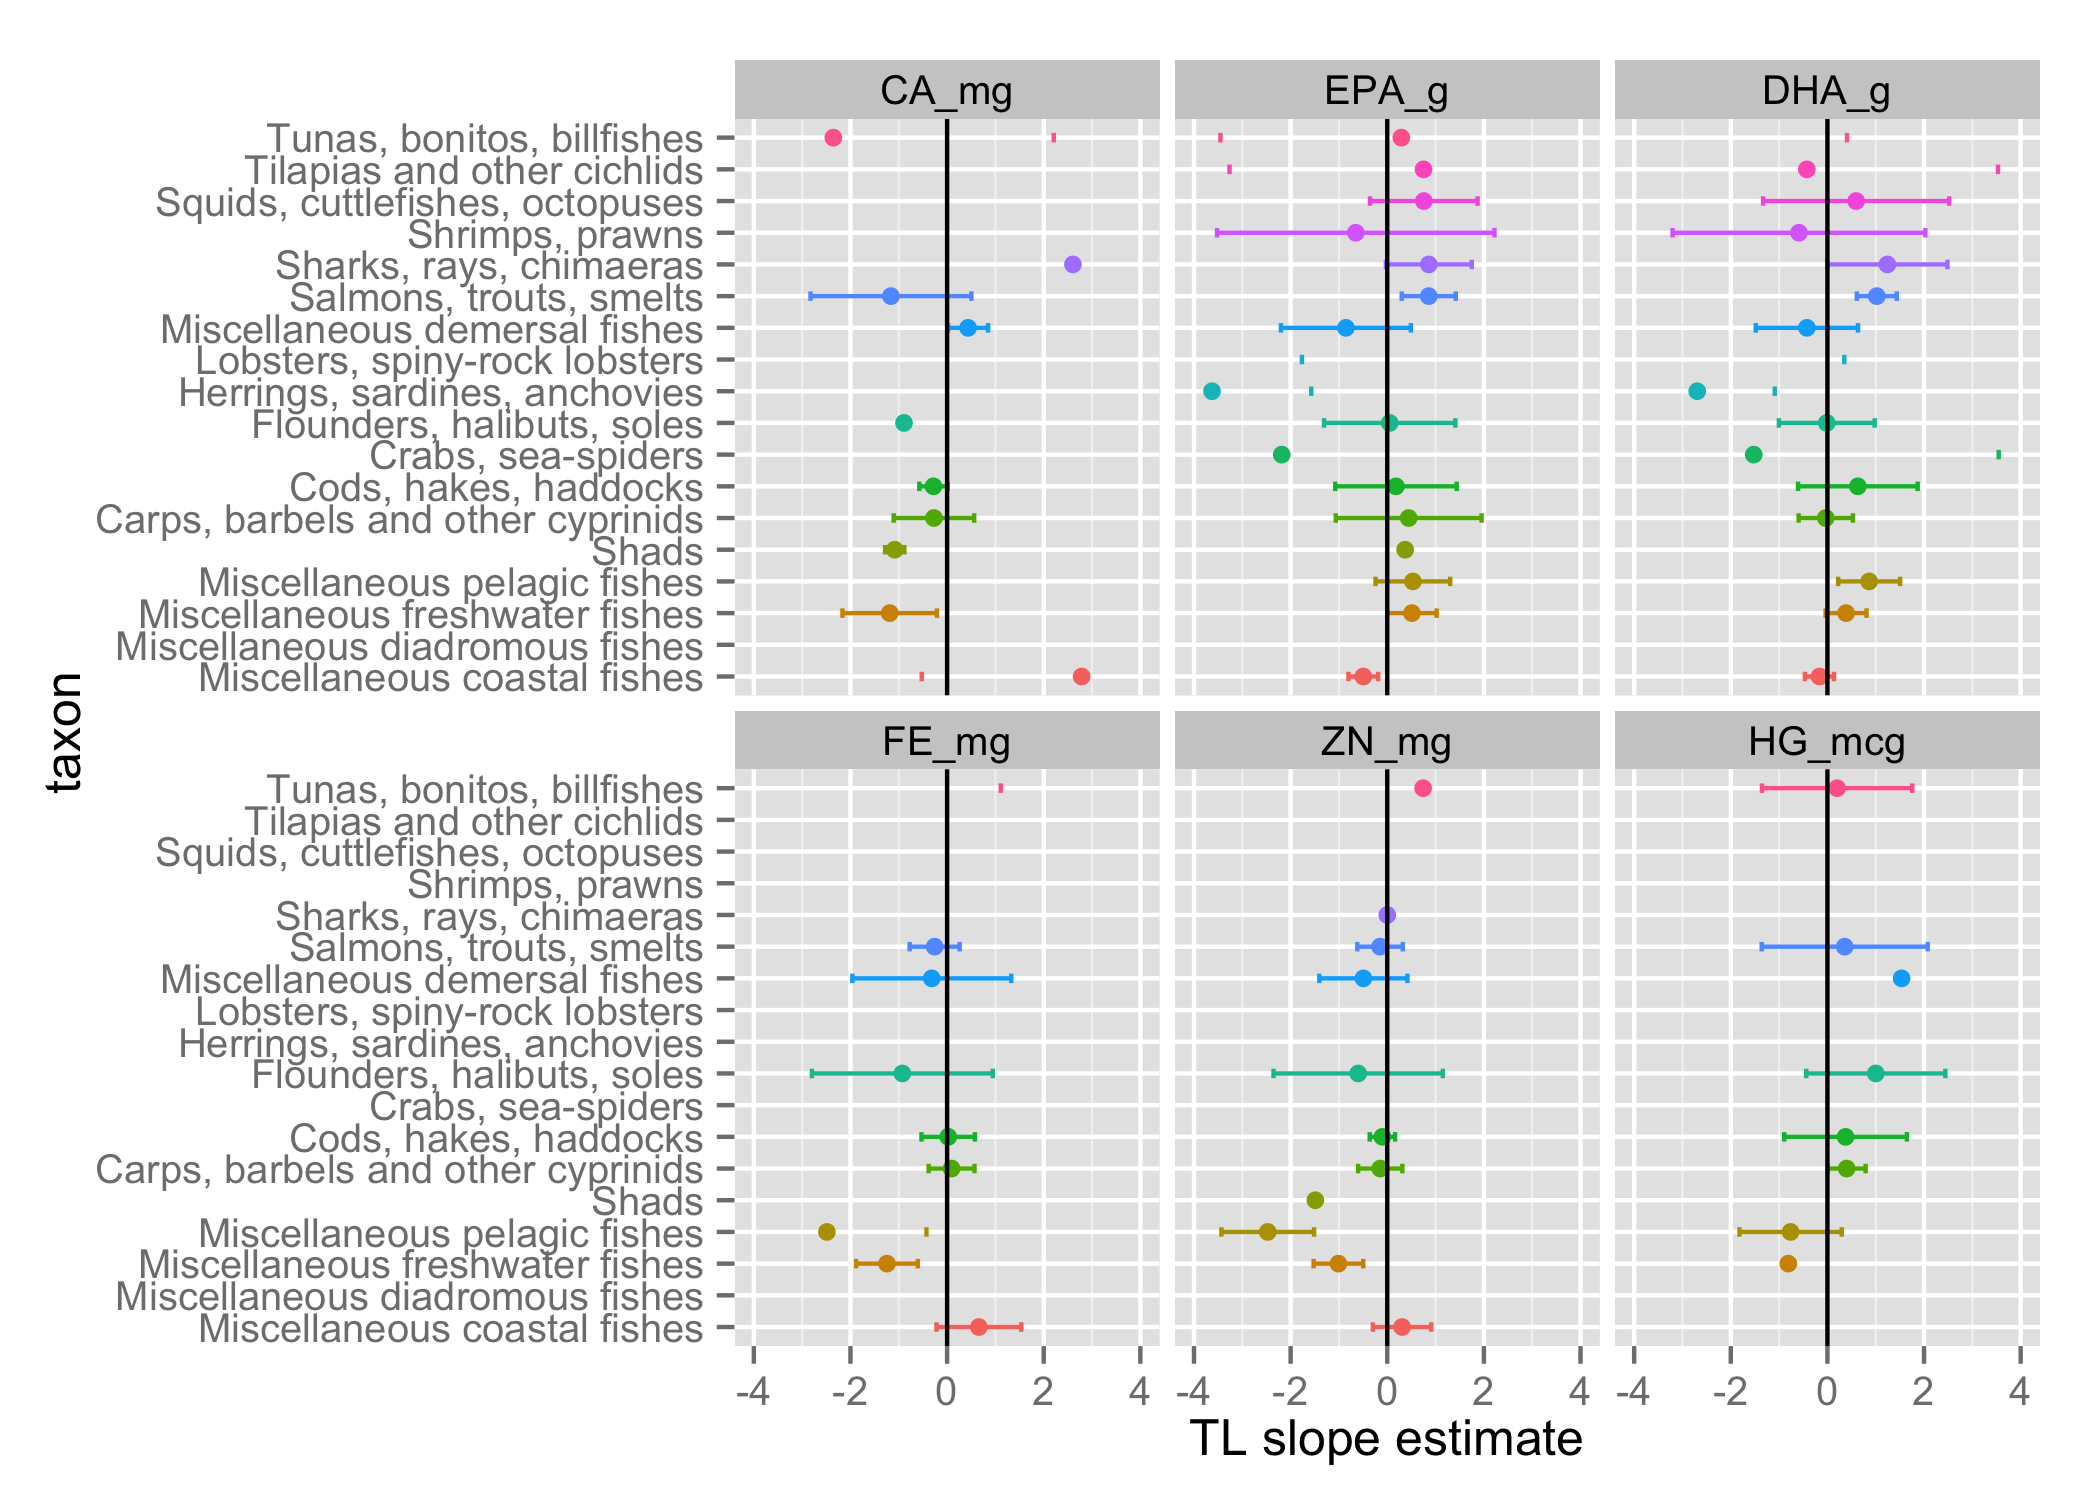 CA_mg EPA_g DHA_g
Tunas, bonitos, billfishes
Tilapias and other cichlids
Squids, cuttlefishes, octopuses
Shrimps, prawns
Sharks, rays, chimaeras
Salmons, trouts, smelts
Miscellaneous demersal fishes
Lobsters, spiny-rock lobsters
Herrings, sardines, anchovies
Flounders, halibuts, soles
Crabs, sea-spiders
Cods, hakes, haddocks
Carps, barbels and other cyprinids
Shads
Miscellaneous pelagic fishes
Miscellaneous freshwater fishes
Miscellaneous diadromous fishes
Miscellaneous coastal fishes
taxon
FE_mg ZN_mg HG_mcg
Tunas, bonitos, billfishes
Tilapias and other cichlids
Squids, cuttlefishes, octopuses
Shrimps, prawns
Sharks, rays, chimaeras
Salmons, trouts, smelts
Miscellaneous demersal fishes
Lobsters, spiny-rock lobsters
Herrings, sardines, anchovies
Flounders, halibuts, soles
Crabs, sea-spiders
Cods, hakes, haddocks
Carps, barbels and other cyprinids
Shads
Miscellaneous pelagic fishes
Miscellaneous freshwater fishes
Miscellaneous diadromous fishes
Miscellaneous coastal fishes
-4 -2 0 2 4 -4 -2 0 2 4 -4 -2 0 2 4
TL slope estimate